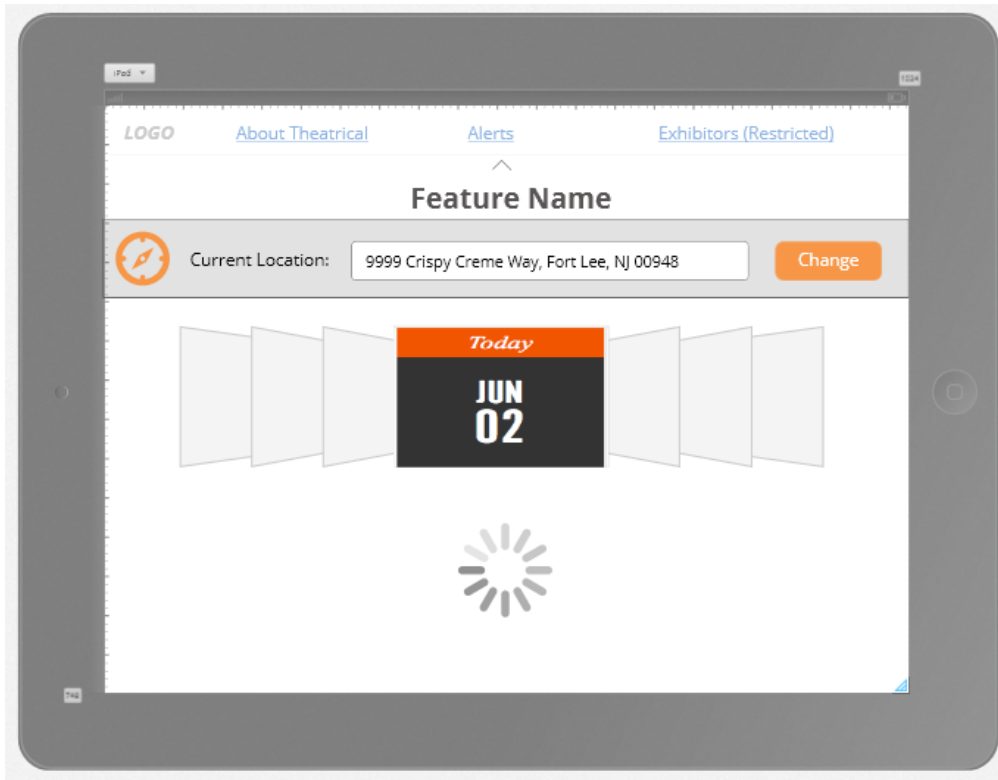 iPad
1024
LOGO About Theatrical Alerts Exhibitors (Restricted)
Feature Name
Current Location: 9999 Crispy Creme Way, Fort Lee, NJ 00948 Change
Today
JUN
02
748